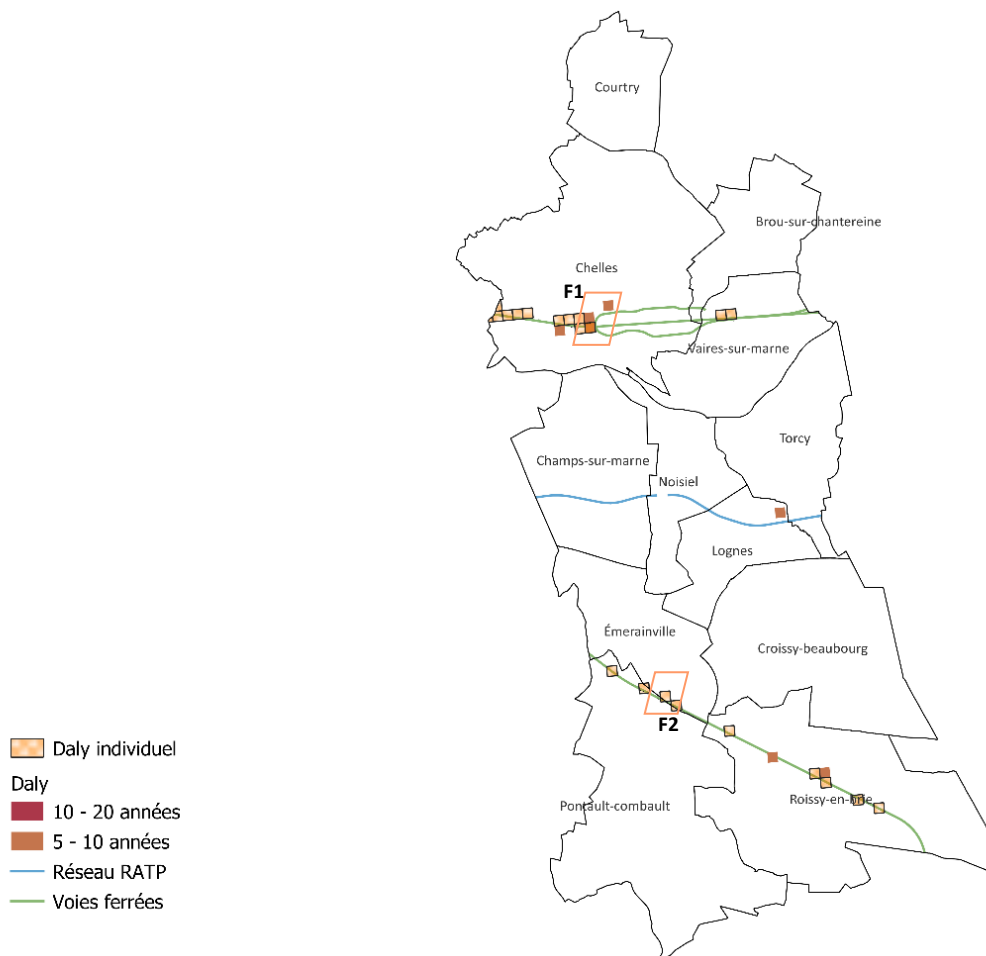 Courtry
Brou-sur-chantereine
Chelles
F1
Vaires-sur-marne
Torcy
Champs-sur-marne
Noisiel
Lognes
Émerainville
Croissy-beaubourg
F2
Roissy-en-brie
Pontault-combault
Daly individuel
Daly
10 - 20 années
5 - 10 années
Réseau RATP
Voies ferrées